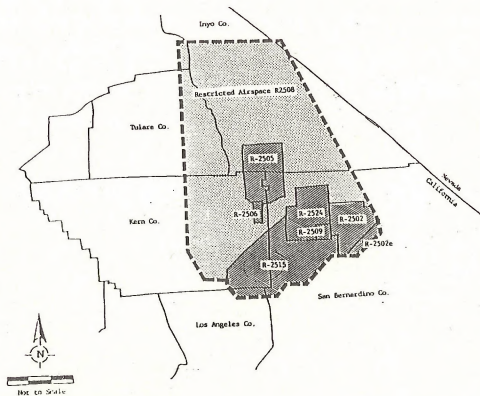 Inyo Co.
Restricted Airspace R2508
Tulare Co.
R-2505
Nevada
California
Kern Co.
R-2506
R-2524
R-2502
R-2509
R-2502e
R-2515
San Bernardino Co.
Los Angeles Co.
N
Not to Scale